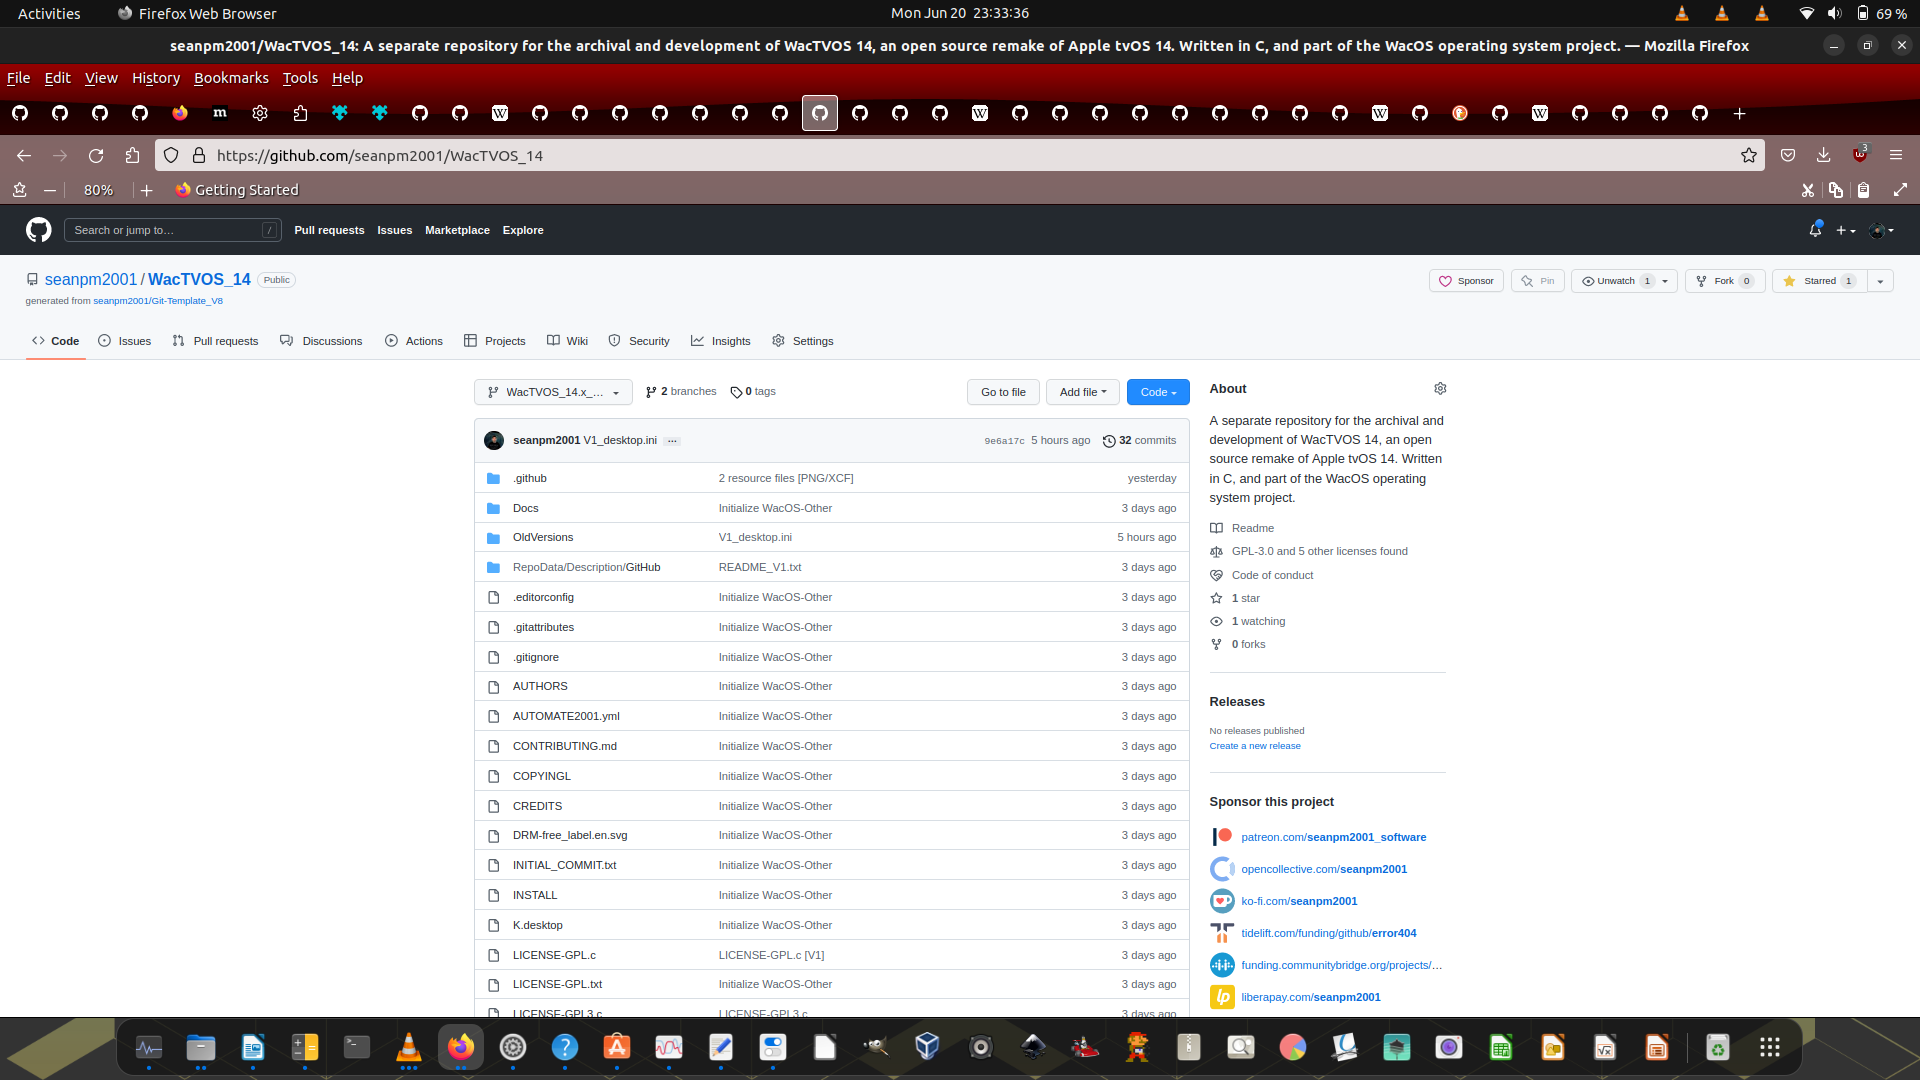 Activities
Firefox Web Browser
Mon Jun 20 23:33:36
69 %
seanpm2001/WacTVOS_14: A separate repository for the archival and development of WacTVOS 14, an open source remake of Apple tvOS 14. Written in C, and part of the WacOS operating system project. — Mozilla Firefox
File Edit View History Bookmarks Tools Help
https://github.com/seanpm2001/WacTVOS_14
3
80%
Getting Started
Search or jump to… /
Pull requests Issues Marketplace Explore
seanpm2001 / WacTVOS_14 Public
Sponsor Pin Unwatch 1 Fork 0 Starred 1
generated from seanpm2001/Git-Template_V8
Code Issues Pull requests Discussions Actions Projects Wiki Security Insights Settings
WacTVOS_14.x_… 2 branches 0 tags Go to file Add file Code
seanpm2001 V1_desktop.ini … 9e6a17c 5 hours ago 32 commits
.github 2 resource files [PNG/XCF] yesterday
Docs Initialize WacOS-Other 3 days ago
OldVersions V1_desktop.ini 5 hours ago
RepoData/Description/GitHub README_V1.txt 3 days ago
.editorconfig Initialize WacOS-Other 3 days ago
.gitattributes Initialize WacOS-Other 3 days ago
.gitignore Initialize WacOS-Other 3 days ago
AUTHORS Initialize WacOS-Other 3 days ago
AUTOMATE2001.yml Initialize WacOS-Other 3 days ago
CONTRIBUTING.md Initialize WacOS-Other 3 days ago
COPYINGL Initialize WacOS-Other 3 days ago
CREDITS Initialize WacOS-Other 3 days ago
DRM-free_label.en.svg Initialize WacOS-Other 3 days ago
INITIAL_COMMIT.txt Initialize WacOS-Other 3 days ago
INSTALL Initialize WacOS-Other 3 days ago
K.desktop Initialize WacOS-Other 3 days ago
LICENSE-GPL.c LICENSE-GPL.c [V1] 3 days ago
LICENSE-GPL.txt Initialize WacOS-Other 3 days ago
LICENSE-GPL3.c LICENSE-GPL3.c 3 days ago
About
A separate repository for the archival and
development of WacTVOS 14, an open
source remake of Apple tvOS 14. Written
in C, and part of the WacOS operating
system project.
Readme
GPL-3.0 and 5 other licenses found
Code of conduct
1 star
1 watching
0 forks
Releases
No releases published
Create a new release
Sponsor this project
patreon.com/seanpm2001_software
opencollective.com/seanpm2001
ko-fi.com/seanpm2001
tidelift.com/funding/github/error404
funding.communitybridge.org/projects/…
liberapay.com/seanpm2001